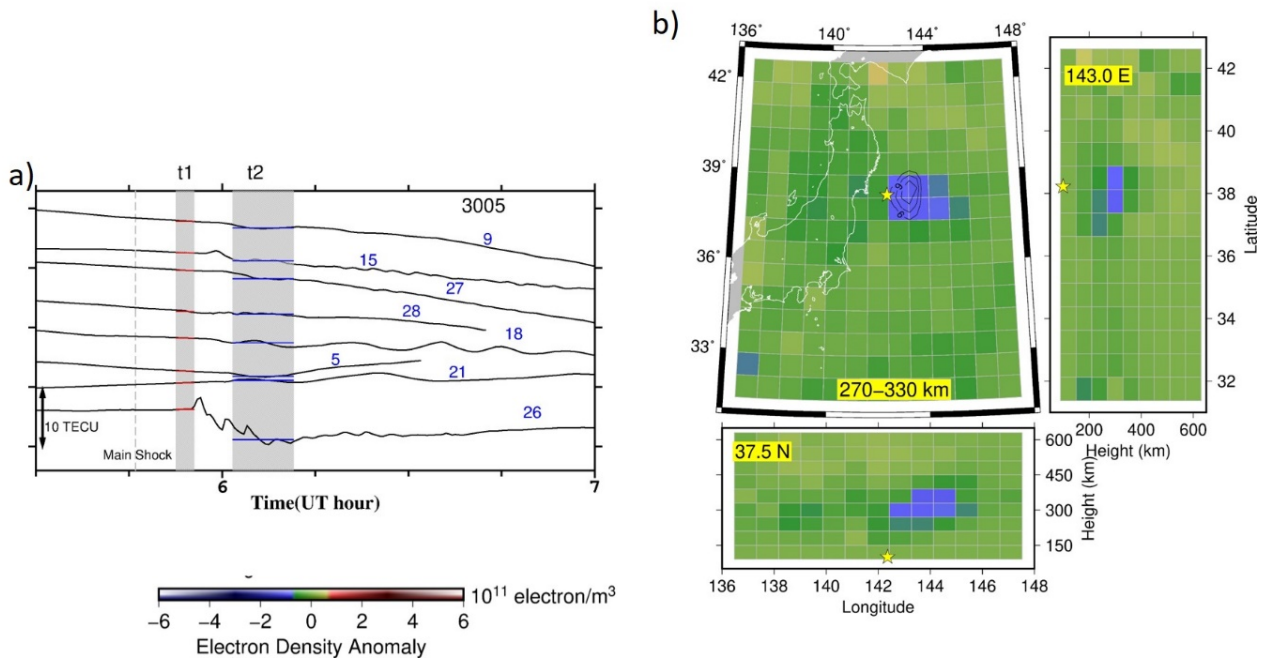 a)
t1 t2
3005
9
15
27
28
18
5
21
26
10 TECU
Main Shock
6 7
Time(UT hour)
10¹¹ electron/m³
−6 −4 −2 0 2 4 6
Electron Density Anomaly
b)
136˚ 140˚ 144˚ 148˚
42˚
39˚
36˚
33˚
270−330 km
143.0 E
42
40
38
36
34
32
Latitude
200 400 600
Height (km)
37.5 N
600
450
300
150
Height (km)
136 138 140 142 144 146 148
Longitude